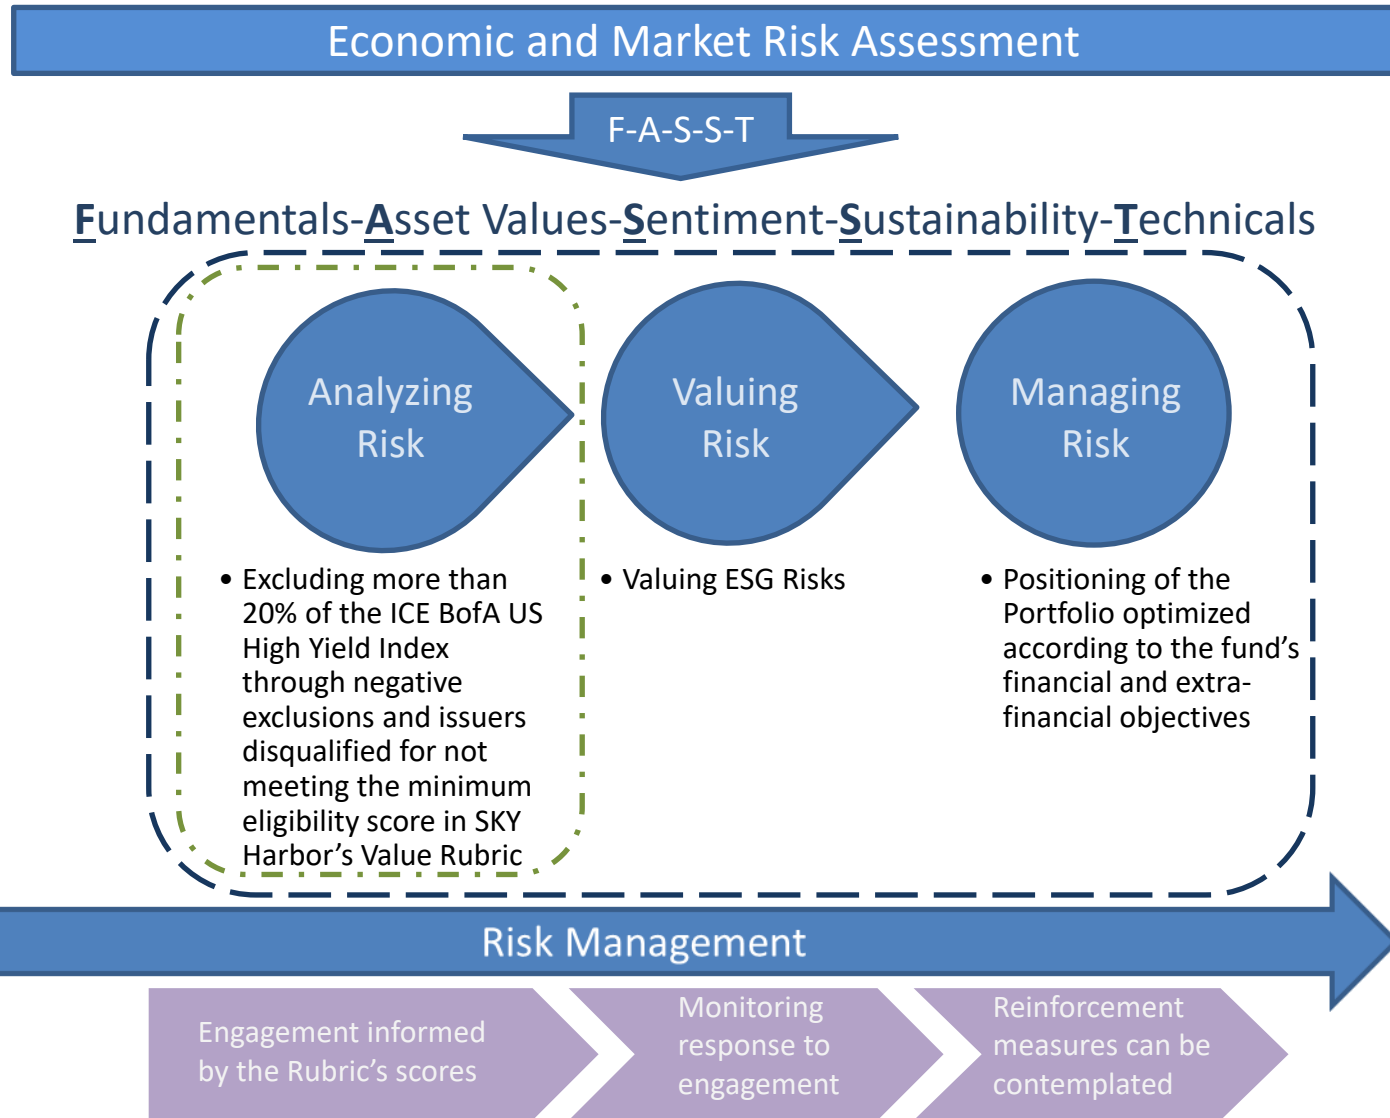 Economic and Market Risk Assessment
F-A-S-S-T
Fundamentals-Asset Values-Sentiment-Sustainability-Technicals
Analyzing
Risk
• Excluding more than
20% of the ICE BofA US
High Yield Index
through negative
exclusions and issuers
disqualified for not
meeting the minimum
eligibility score in SKY
Harbor’s Value Rubric
Valuing
Risk
• Valuing ESG Risks
Managing
Risk
• Positioning of the
Portfolio optimized
according to the fund’s
financial and extra-
financial objectives
Risk Management
Engagement informed
by the Rubric’s scores
Monitoring
response to
engagement
Reinforcement
measures can be
contemplated